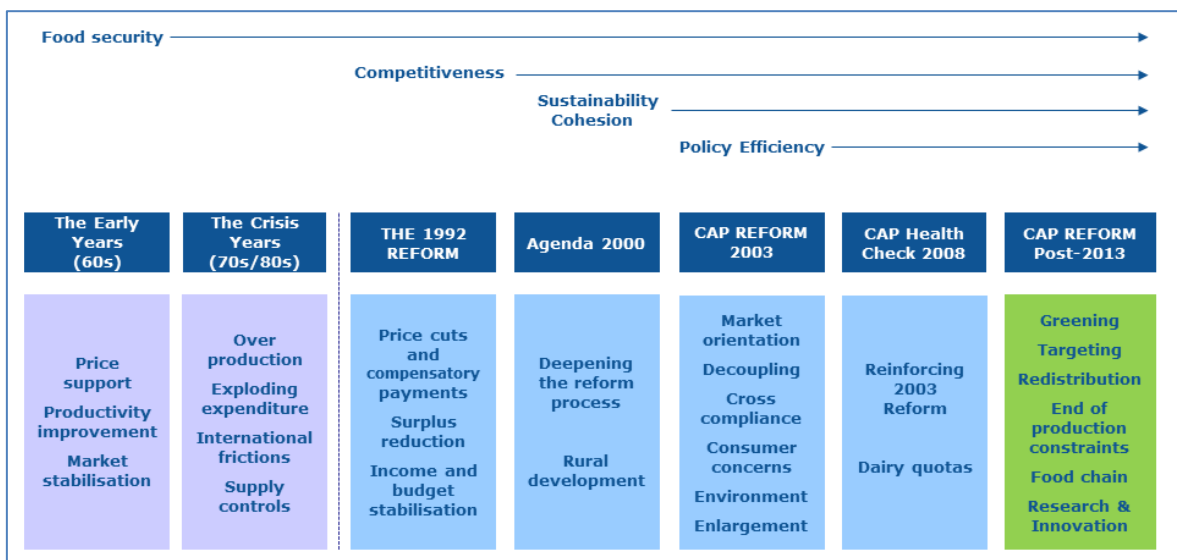 Food security
Competitiveness
Sustainability
Cohesion
Policy Efficiency
The Early
Years
(60s)
The Crisis
Years
(70s/80s)
THE 1992
REFORM
Agenda 2000
CAP REFORM
2003
CAP Health
Check 2008
CAP REFORM
Post-2013
Price
support
Productivity
improvement
Market
stabilisation
Over
production
Exploding
expenditure
International
frictions
Supply
controls
Price cuts
and
compensatory
payments
Surplus
reduction
Income and
budget
stabilisation
Deepening
the reform
process
Rural
development
Market
orientation
Decoupling
Cross
compliance
Consumer
concerns
Environment
Enlargement
Reinforcing
2003
Reform
Dairy quotas
Greening
Targeting
Redistribution
End of
production
constraints
Food chain
Research &
Innovation